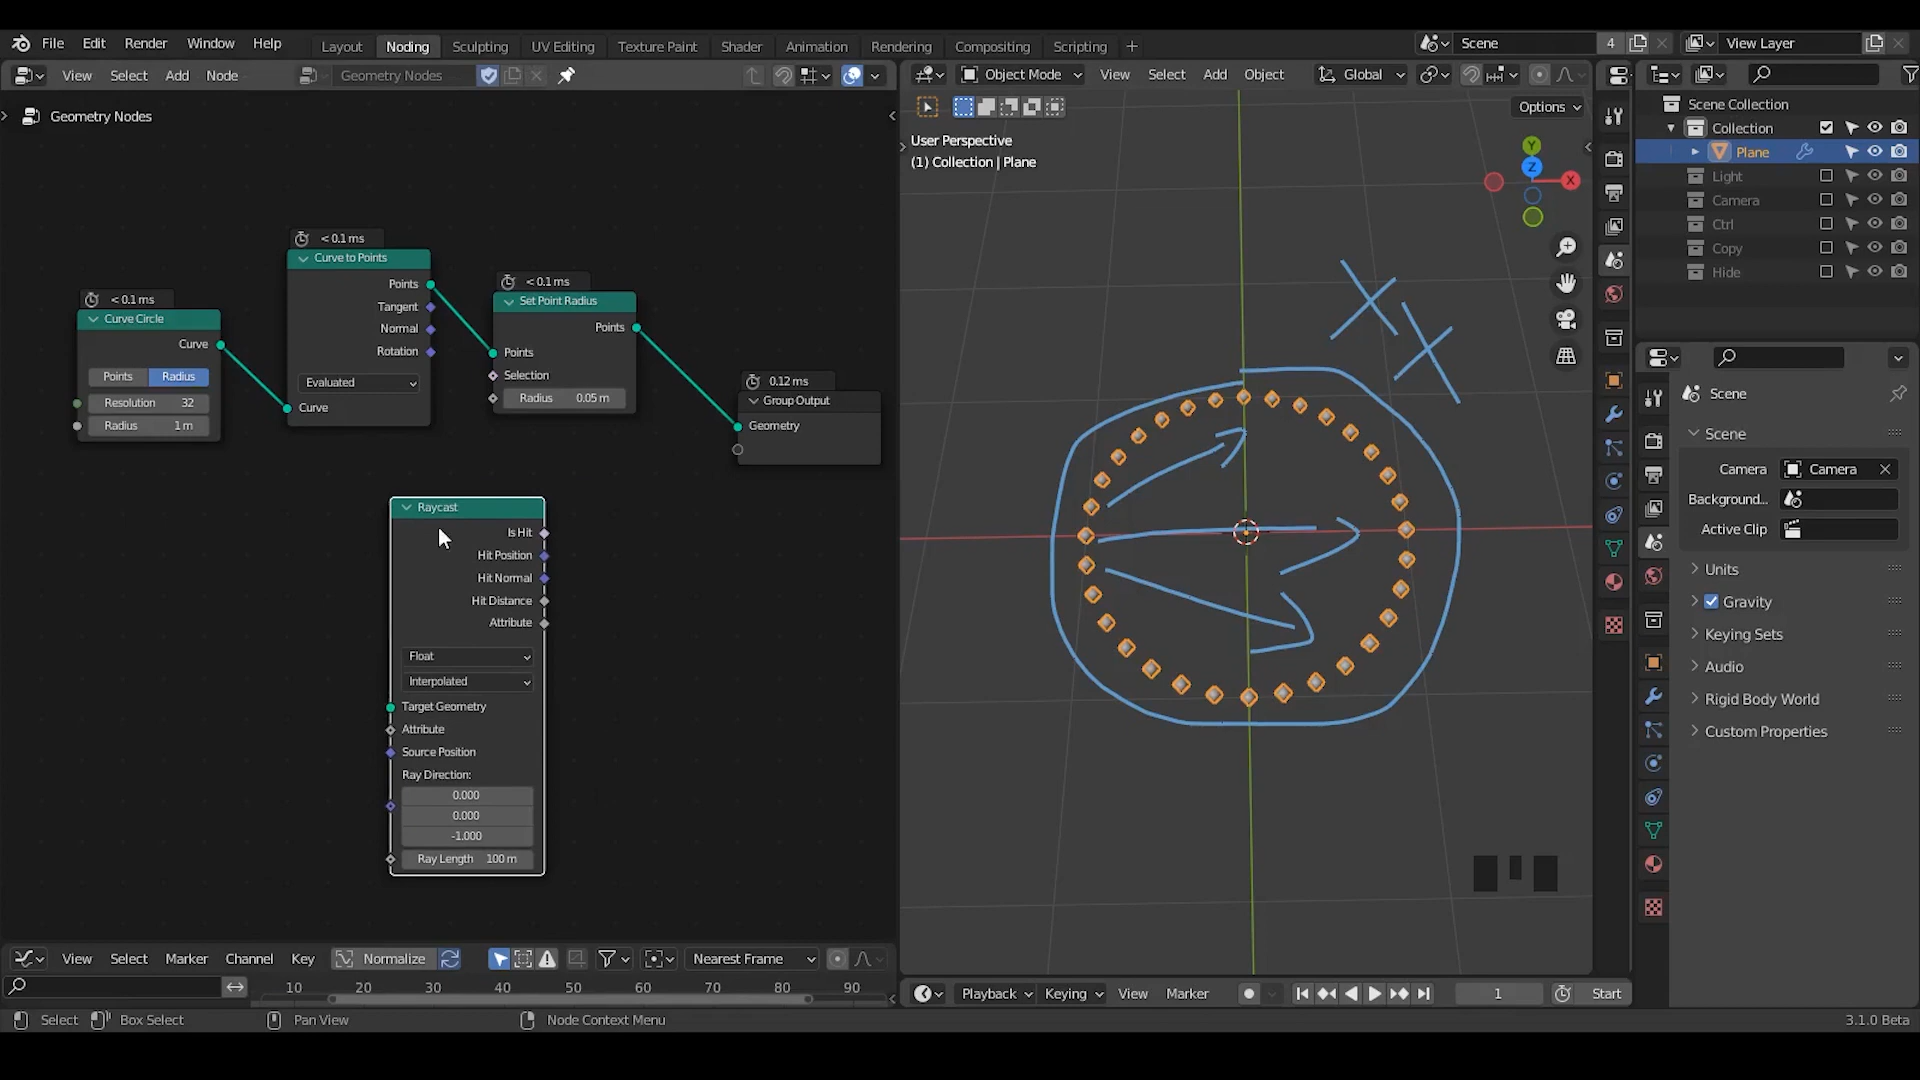 File Edit Render Window Help Layout Noding Sculpting UV Editing Texture Paint Shader Animation Rendering Compositing Scripting + Scene 4 View Layer
View Select Add Node Geometry Nodes Object Mode View Select Add Object Global
Geometry Nodes
Options
User Perspective
(1) Collection | Plane
Y
Z
X
Scene Collection
Collection
Plane
Light
Camera
Ctrl
Copy
Hide
< 0.1 ms
Curve Circle
Curve
Points Radius
Resolution 32
Radius 1 m
< 0.1 ms
Curve to Points
Points
Tangent
Normal
Rotation
Evaluated
Curve
< 0.1 ms
Set Point Radius
Points
Points
Selection
Radius 0.05 m
0.12 ms
Group Output
Geometry
Raycast
Is Hit
Hit Position
Hit Normal
Hit Distance
Attribute
Float
Interpolated
Target Geometry
Attribute
Source Position
Ray Direction:
0.000
0.000
-1.000
Ray Length 100 m
Scene
Scene
Camera Camera
Background...
Active Clip
Units
Gravity
Keying Sets
Audio
Rigid Body World
Custom Properties
View Select Marker Channel Key Normalize Nearest Frame
10 20 30 40 50 60 70 80 90
Playback Keying View Marker 1 Start
Select Box Select Pan View Node Context Menu 3.1.0 Beta